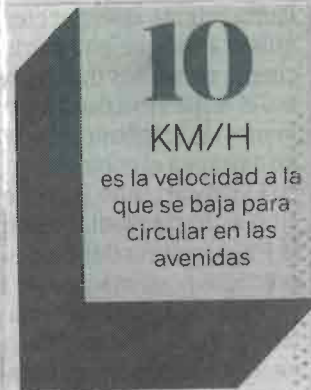 10
KM/H
es la velocidad a la
que se baja para
circular en las
avenidas